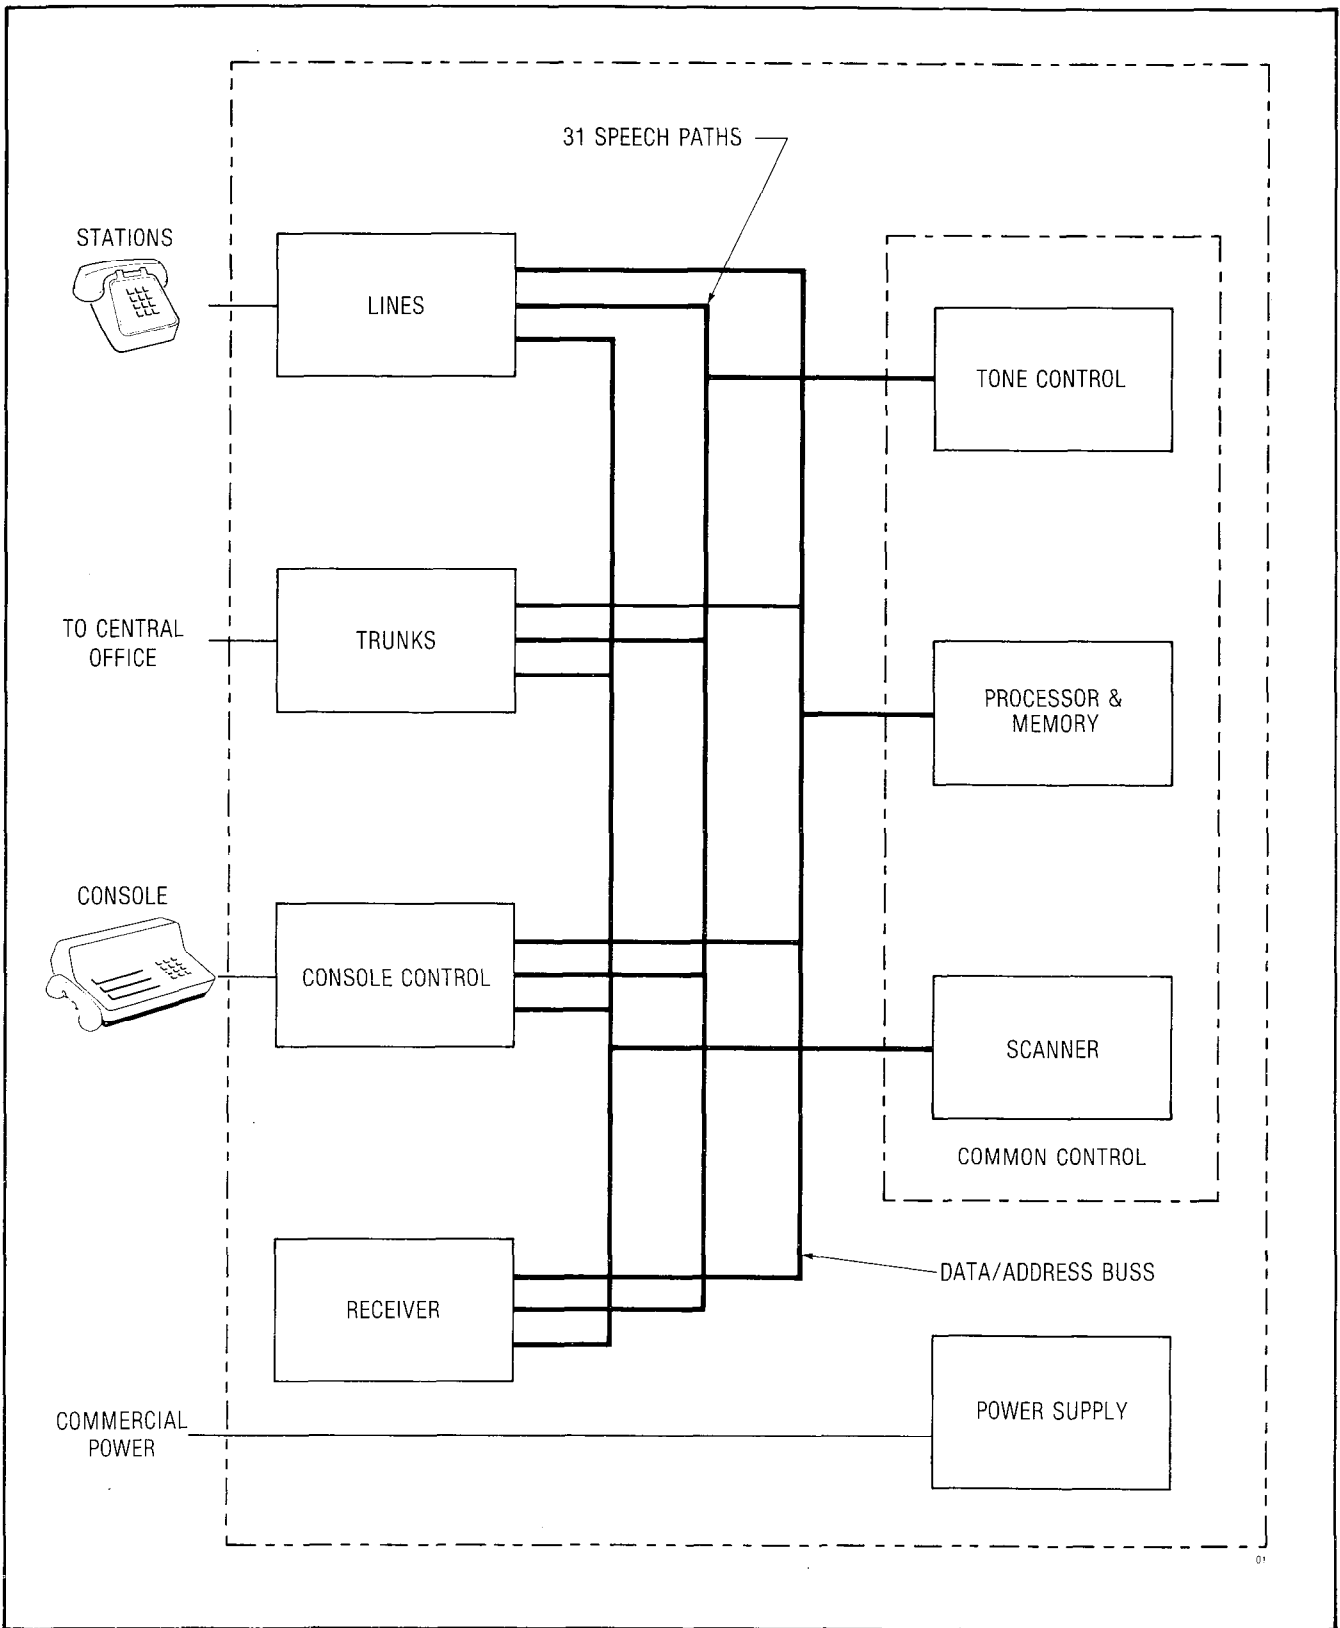 31 SPEECH PATHS
STATIONS
LINES
TONE CONTROL
TO CENTRAL
OFFICE
TRUNKS
PROCESSOR &
MEMORY
CONSOLE
CONSOLE CONTROL
SCANNER
COMMON CONTROL
DATA/ADDRESS BUSS
RECEIVER
COMMERCIAL
POWER
POWER SUPPLY
01